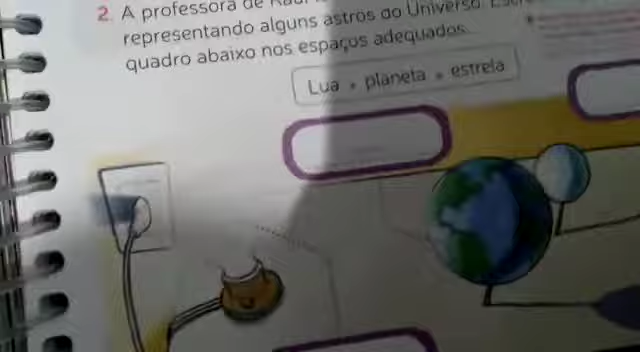 2. A professora de
representando alguns astros do Universo.
quadro abaixo nos espaços adequados.
Lua • planeta • estrela